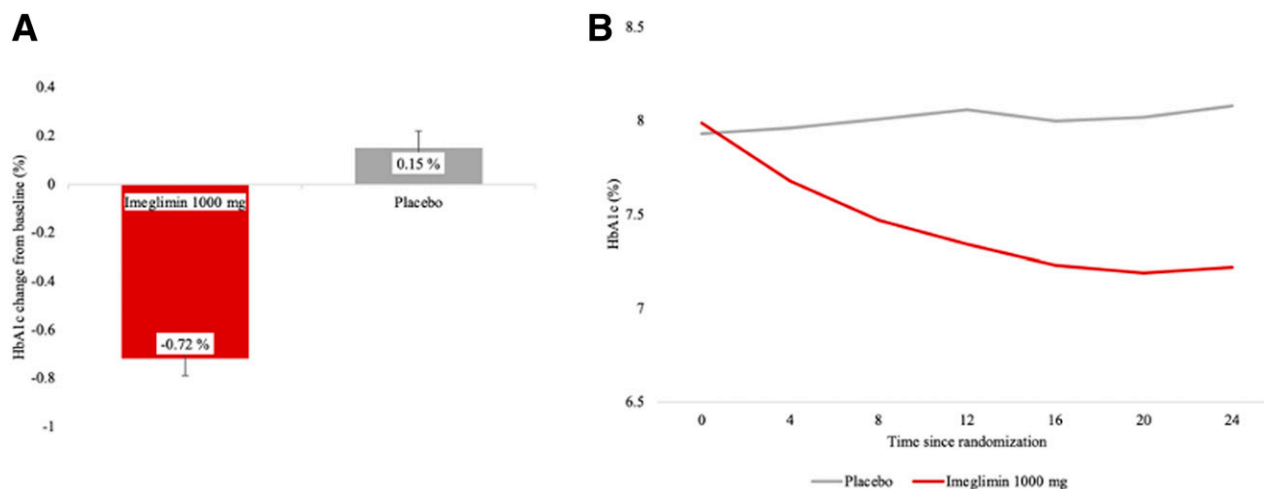 A
HbA1c change from baseline (%)
0.4
0.2
0
-0.2
-0.4
-0.6
-0.8
-1
Imeglimin 1000 mg
-0.72 %
0.15 %
Placebo
B
HbA1c (%)
8.5
8
7.5
7
6.5
0 4 8 12 16 20 24
Time since randomization
Placebo Imeglimin 1000 mg